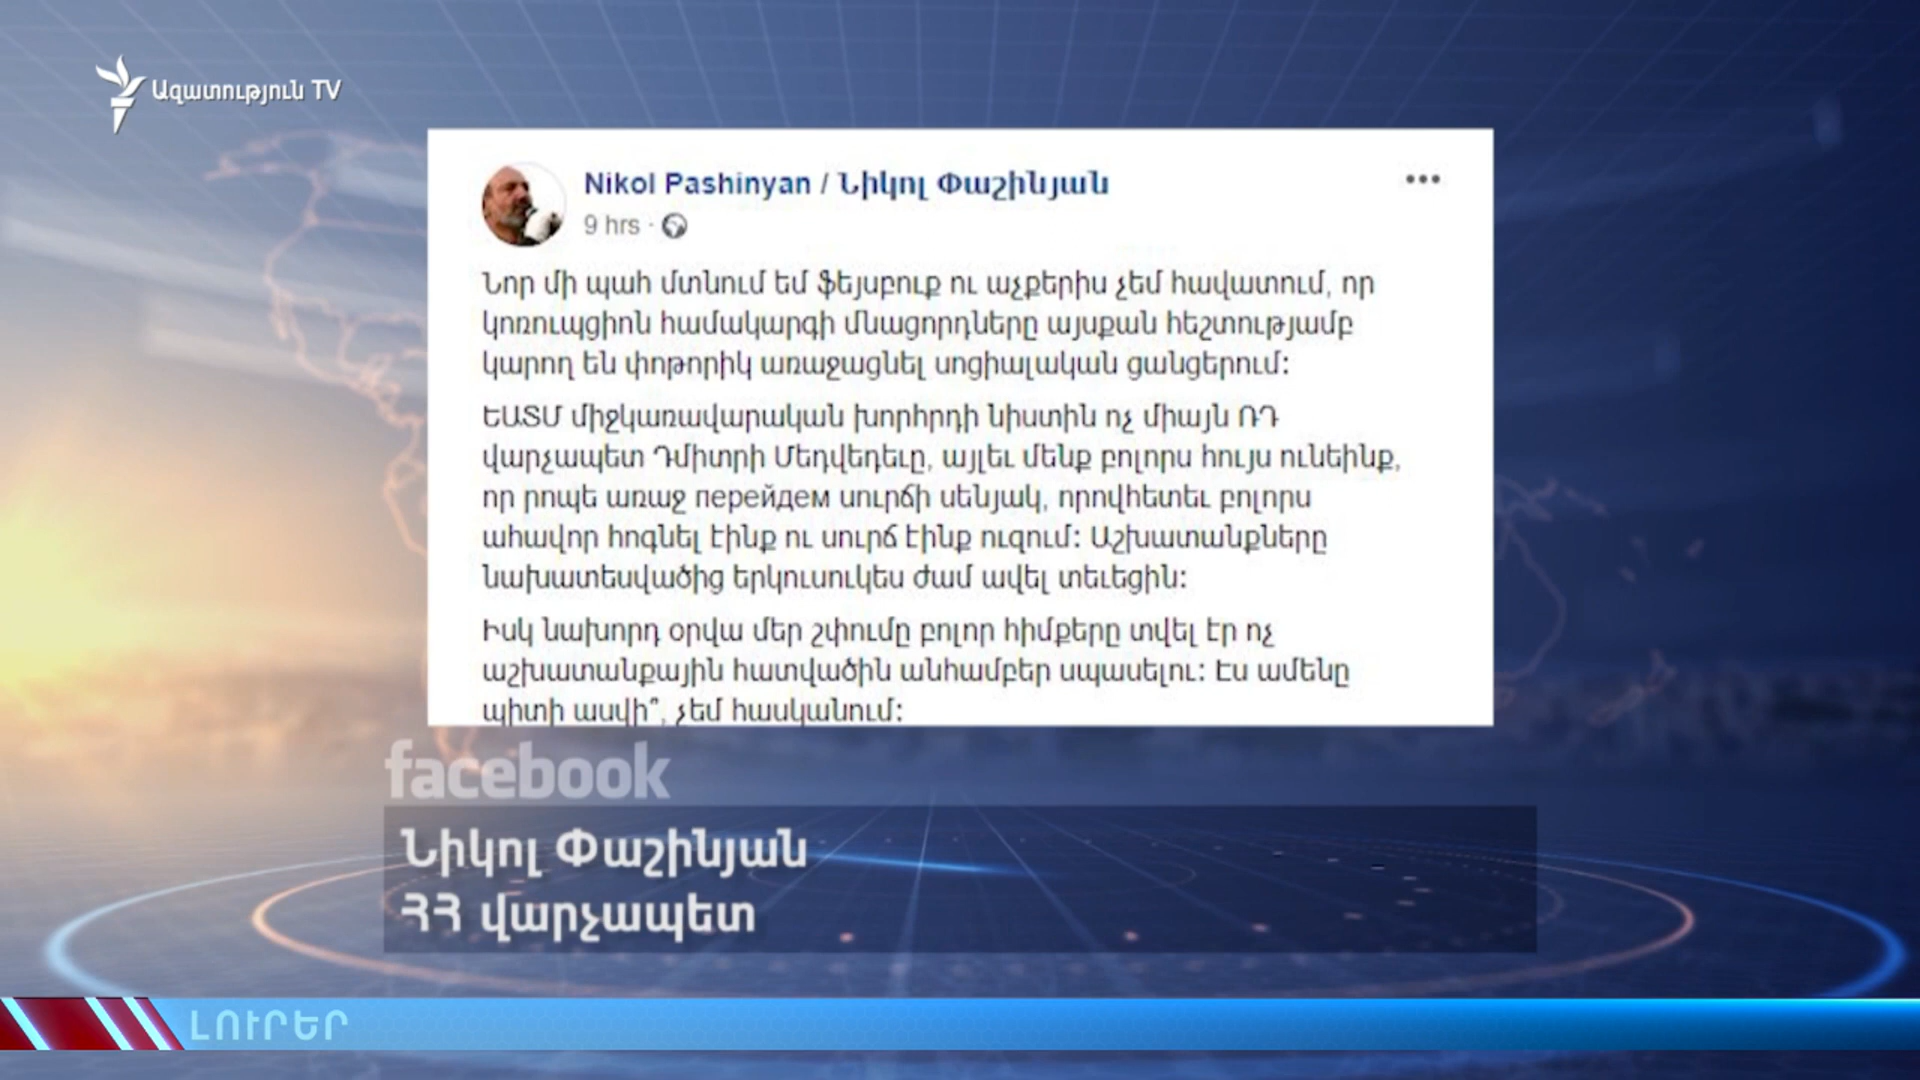 Ազատություն TV
Nikol Pashinyan / Նիկոլ Փաշինյան
9 hrs ·
Նոր մի պահ մտնում եմ ֆեյսբուք ու աչքերիս չեմ հավատում, որ
կոռուպցիոն համակարգի մնացորդները այսքան հեշտությամբ
կարող են փոթորիկ առաջացնել սոցիալական ցանցերում:
ԵԱՏՄ միջկառավարական խորհրդի նիստին ոչ միայն ՌԴ
վարչապետ Դմիտրի Մեդվեդեւը, այլեւ մենք բոլորս հույս ունեինք,
որ րոպե առաջ перейдем սուրճի սենյակ, որովհետեւ բոլորս
ահավոր հոգնել էինք ու սուրճ էինք ուզում: Աշխատանքները
նախատեսվածից երկուսուկես ժամ ավել տեւեցին:
Իսկ նախորդ օրվա մեր շփումը բոլոր հիմքերը տվել էր ոչ
աշխատանքային հատվածին անհամբեր սպասելու: Էս ամենը
պիտի ասվի՞, չեմ հասկանում:
facebook
Նիկոլ Փաշինյան
ՀՀ վարչապետ
ԼՈՒՐԵՐ